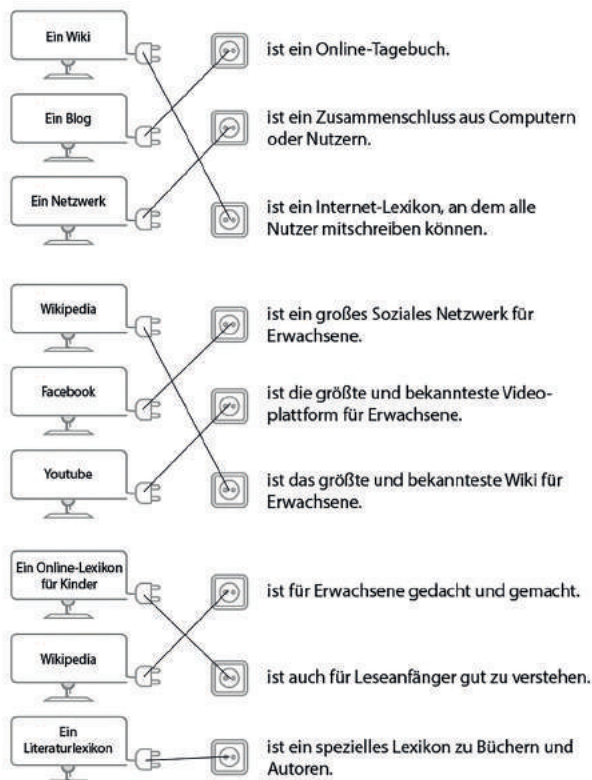 Ein Wiki
ist ein Online-Tagebuch.
Ein Blog
ist ein Zusammenschluss aus Computern
oder Nutzern.
Ein Netzwerk
ist ein Internet-Lexikon, an dem alle
Nutzer mitschreiben können.
Wikipedia
ist ein großes Soziales Netzwerk für
Erwachsene.
Facebook
ist die größte und bekannteste Video-
plattform für Erwachsene.
Youtube
ist das größte und bekannteste Wiki für
Erwachsene.
Ein Online-Lexikon
für Kinder
ist für Erwachsene gedacht und gemacht.
Wikipedia
ist auch für Leseanfänger gut zu verstehen.
Ein
Literaturlexikon
ist ein spezielles Lexikon zu Büchern und
Autoren.